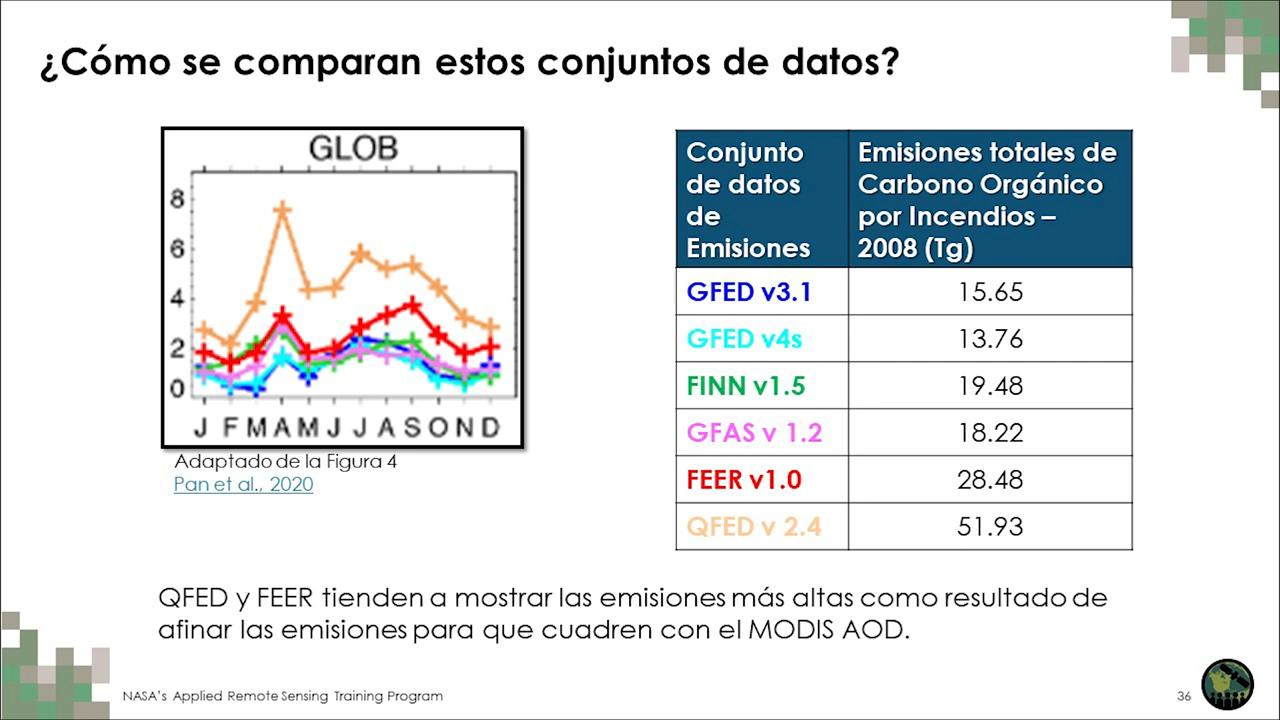 ¿Cómo se comparan estos conjuntos de datos?
GLOB
8
6
4
2
0
J F M A M J J A S O N D
Adaptado de la Figura 4
Pan et al., 2020
Conjunto de datos de Emisiones
Emisiones totales de Carbono Orgánico por Incendios – 2008 (Tg)
GFED v3.1 15.65
GFED v4s 13.76
FINN v1.5 19.48
GFAS v 1.2 18.22
FEER v1.0 28.48
QFED v 2.4 51.93
QFED y FEER tienden a mostrar las emisiones más altas como resultado de
afinar las emisiones para que cuadren con el MODIS AOD.
NASA's Applied Remote Sensing Training Program
36